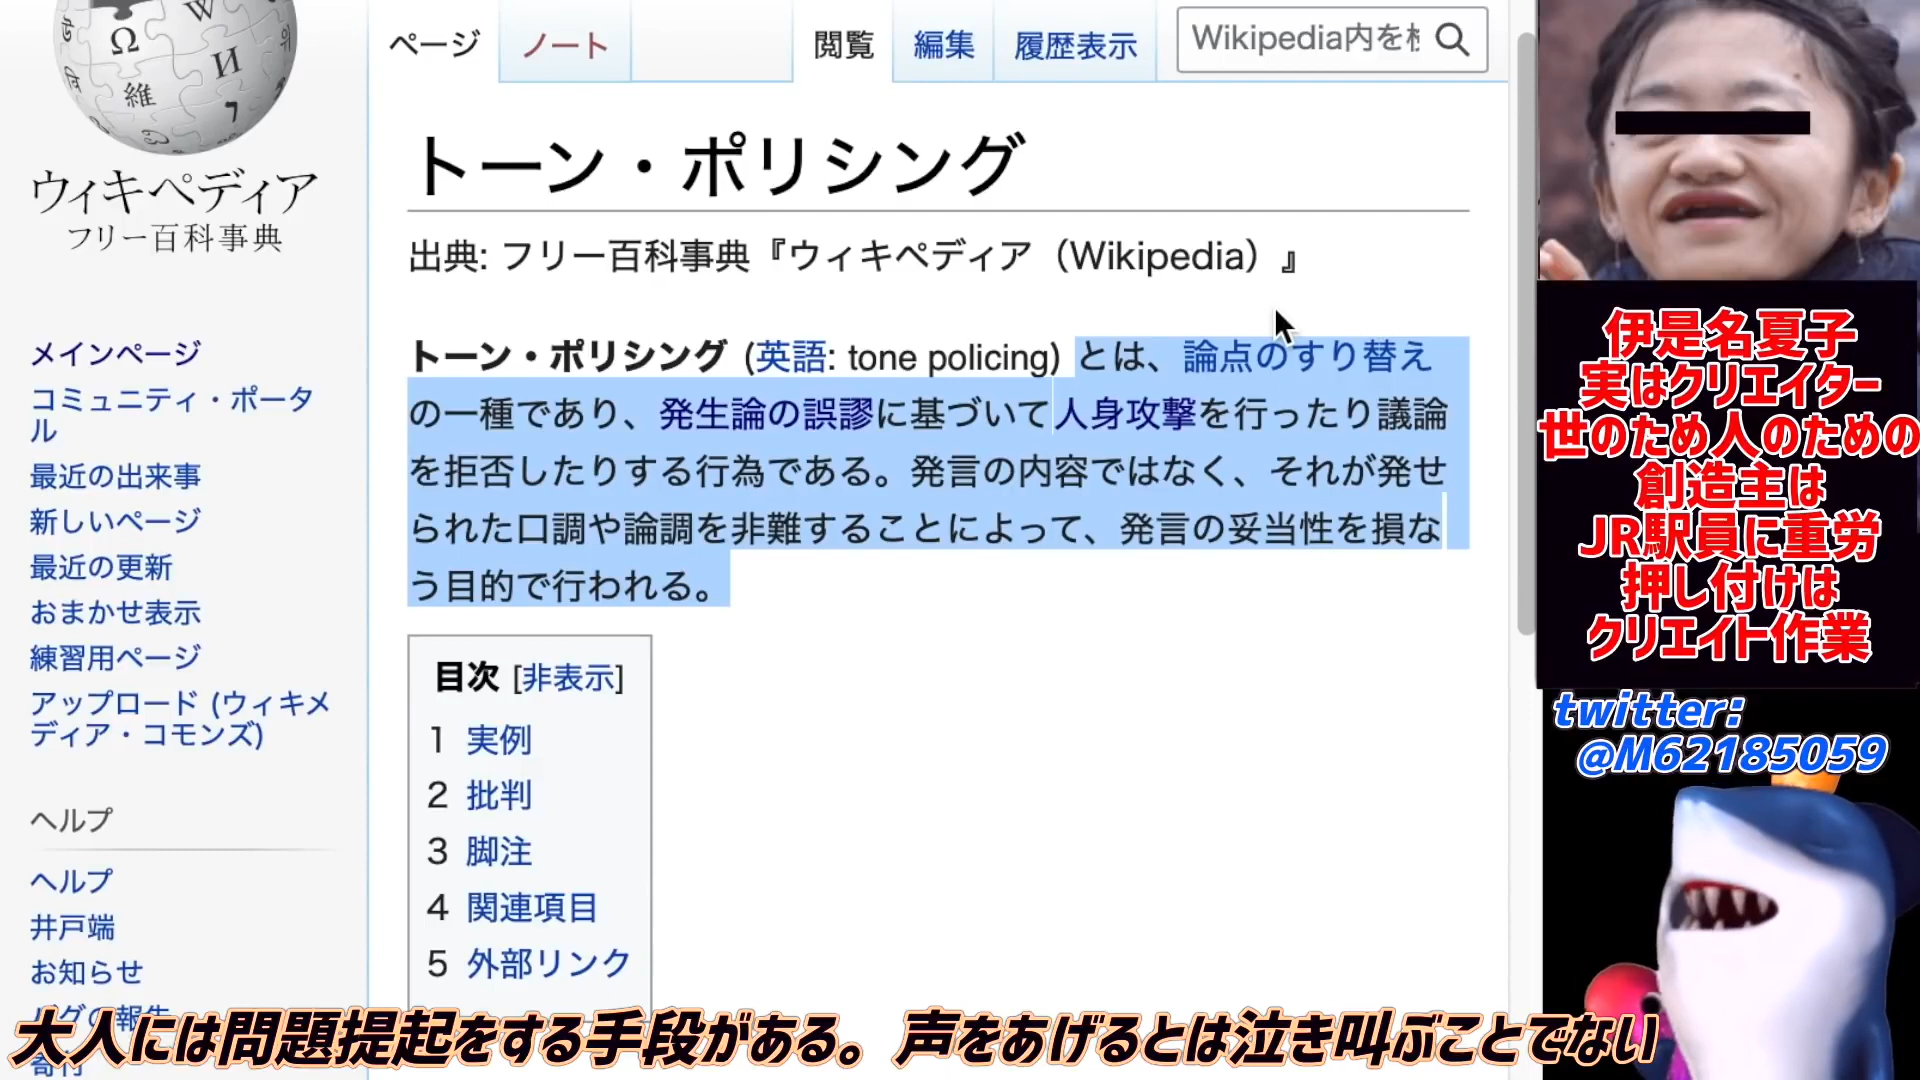 ウィキペディア
フリー百科事典
メインページ
コミュニティ・ポータ
ル
最近の出来事
新しいページ
最近の更新
おまかせ表示
練習用ページ
アップロード (ウィキメ
ディア・コモンズ)
ヘルプ
ヘルプ
井戸端
お知らせ
バグの報告
寄付
ページ ノート 閲覧 編集 履歴表示 Wikipedia内を検
トーン・ポリシング
出典: フリー百科事典『ウィキペディア（Wikipedia）』
トーン・ポリシング (英語: tone policing) とは、論点のすり替え
の一種であり、発生論の誤謬に基づいて人身攻撃を行ったり議論
を拒否したりする行為である。発言の内容ではなく、それが発せ
られた口調や論調を非難することによって、発言の妥当性を損な
う目的で行われる。
目次 [非表示]
1 実例
2 批判
3 脚注
4 関連項目
5 外部リンク
伊是名夏子
実はクリエイター
世のため人のための
創造主は
JR駅員に重労
押し付けは
クリエイト作業
twitter:
@M62185059
大人には問題提起をする手段がある。声をあげるとは泣き叫ぶことでない